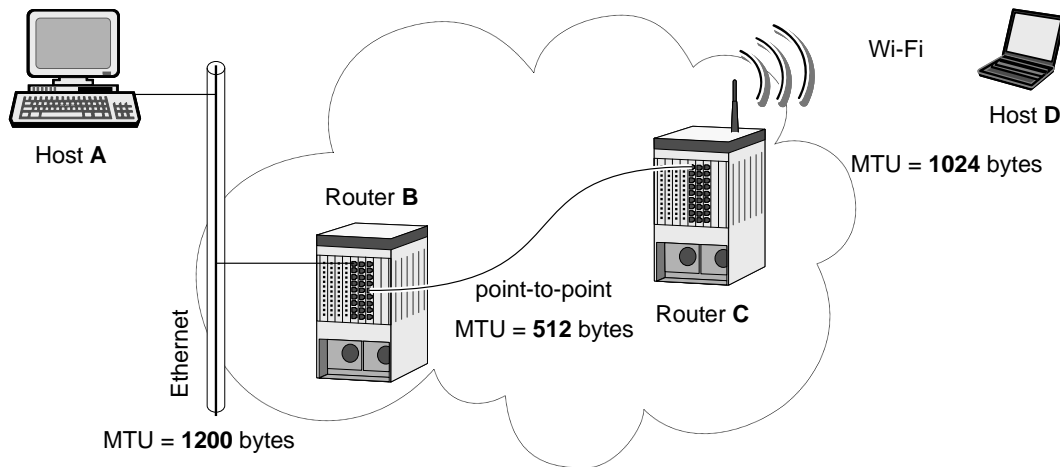 Wi-Fi
Host A
Host D
MTU = 1024 bytes
Router B
point-to-point
MTU = 512 bytes
Router C
Ethernet
MTU = 1200 bytes